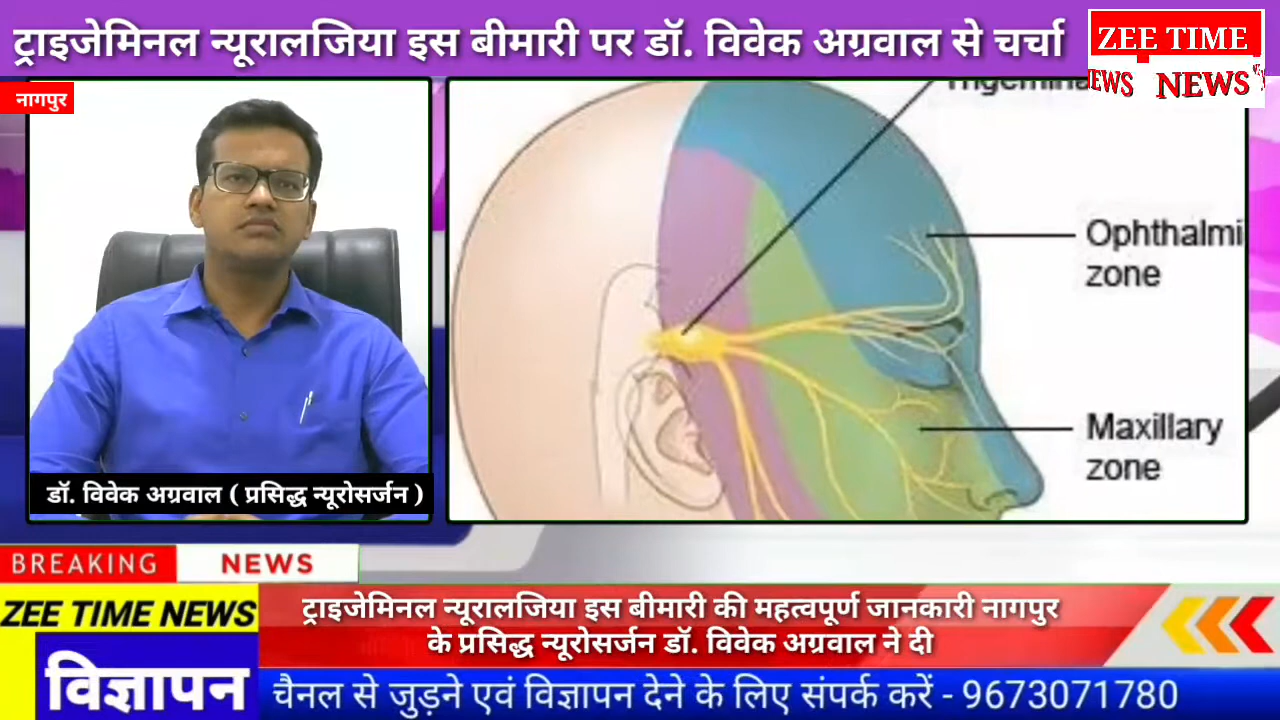 ट्राइजेमिनल न्यूरालजिया इस बीमारी पर डॉ. विवेक अग्रवाल से चर्चा
ZEE TIME
NEWS NEWS
नागपुर
Ophthalmi
zone
Maxillary
zone
डॉ. विवेक अग्रवाल ( प्रसिद्ध न्यूरोसर्जन )
BREAKING NEWS
ZEE TIME NEWS
ट्राइजेमिनल न्यूरालजिया इस बीमारी की महत्वपूर्ण जानकारी नागपुर
के प्रसिद्ध न्यूरोसर्जन डॉ. विवेक अग्रवाल ने दी
विज्ञापन
चैनल से जुड़ने एवं विज्ञापन देने के लिए संपर्क करें - 9673071780